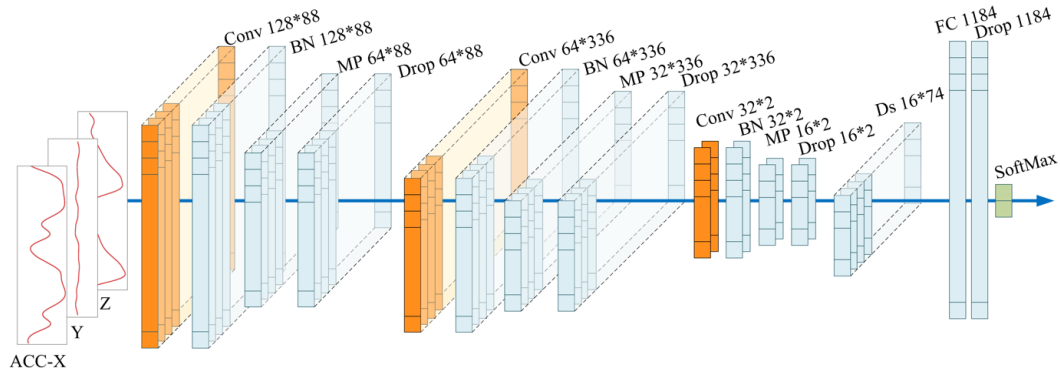 Conv 128*88
BN 128*88
MP 64*88
Drop 64*88
Conv 64*336
BN 64*336
MP 32*336
Drop 32*336
Conv 32*2
BN 32*2
MP 16*2
Drop 16*2
Ds 16*74
FC 1184
Drop 1184
SoftMax
Z
Y
ACC-X